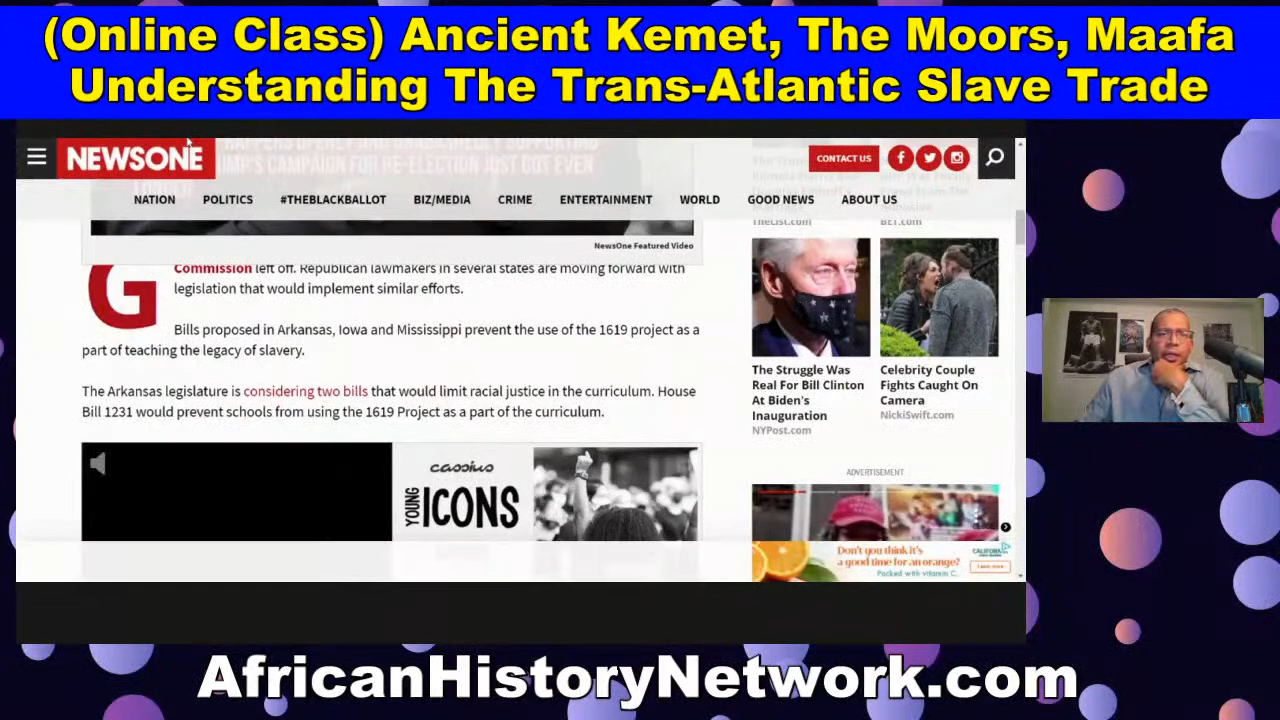 (Online Class) Ancient Kemet, The Moors, Maafa
Understanding The Trans-Atlantic Slave Trade
NEWSONE
CONTACT US
NATION POLITICS #THEBLACKBALLOT BIZ/MEDIA CRIME ENTERTAINMENT WORLD GOOD NEWS ABOUT US
TheList.com
BET.com
NewsOne Featured Video
G
Commission left off. Republican lawmakers in several states are moving forward with
legislation that would implement similar efforts.
Bills proposed in Arkansas, Iowa and Mississippi prevent the use of the 1619 project as a
part of teaching the legacy of slavery.
The Arkansas legislature is considering two bills that would limit racial justice in the curriculum. House
Bill 1231 would prevent schools from using the 1619 Project as a part of the curriculum.
cassius
YOUNG ICONS
The Struggle Was
Real For Bill Clinton
At Biden's
Inauguration
NYPost.com
Celebrity Couple
Fights Caught On
Camera
NickiSwift.com
ADVERTISEMENT
Don't you think it's
a good time for an orange?
Packed with vitamin C.
Learn more
AfricanHistoryNetwork.com